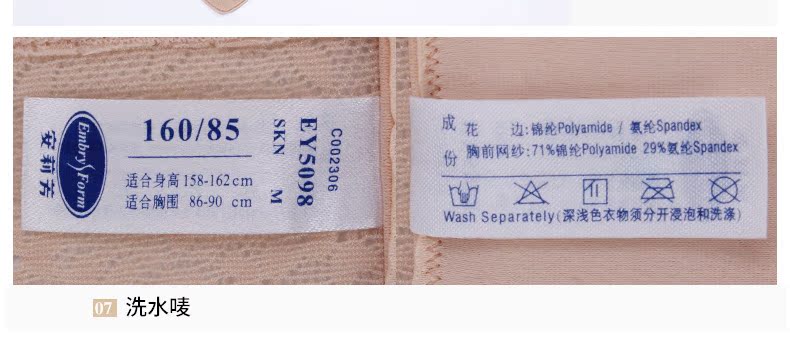 安莉芳
Embry Form
160/85
适合身高 158-162 cm
适合胸围 86-90 cm
SKN M
EY5098
C002306
成份
花 边:锦纶Polyamide / 氨纶Spandex
胸前网纱:71%锦纶Polyamide 29%氨纶Spandex
Wash Separately(深浅色衣物须分开浸泡和洗涤)
07 洗水唛